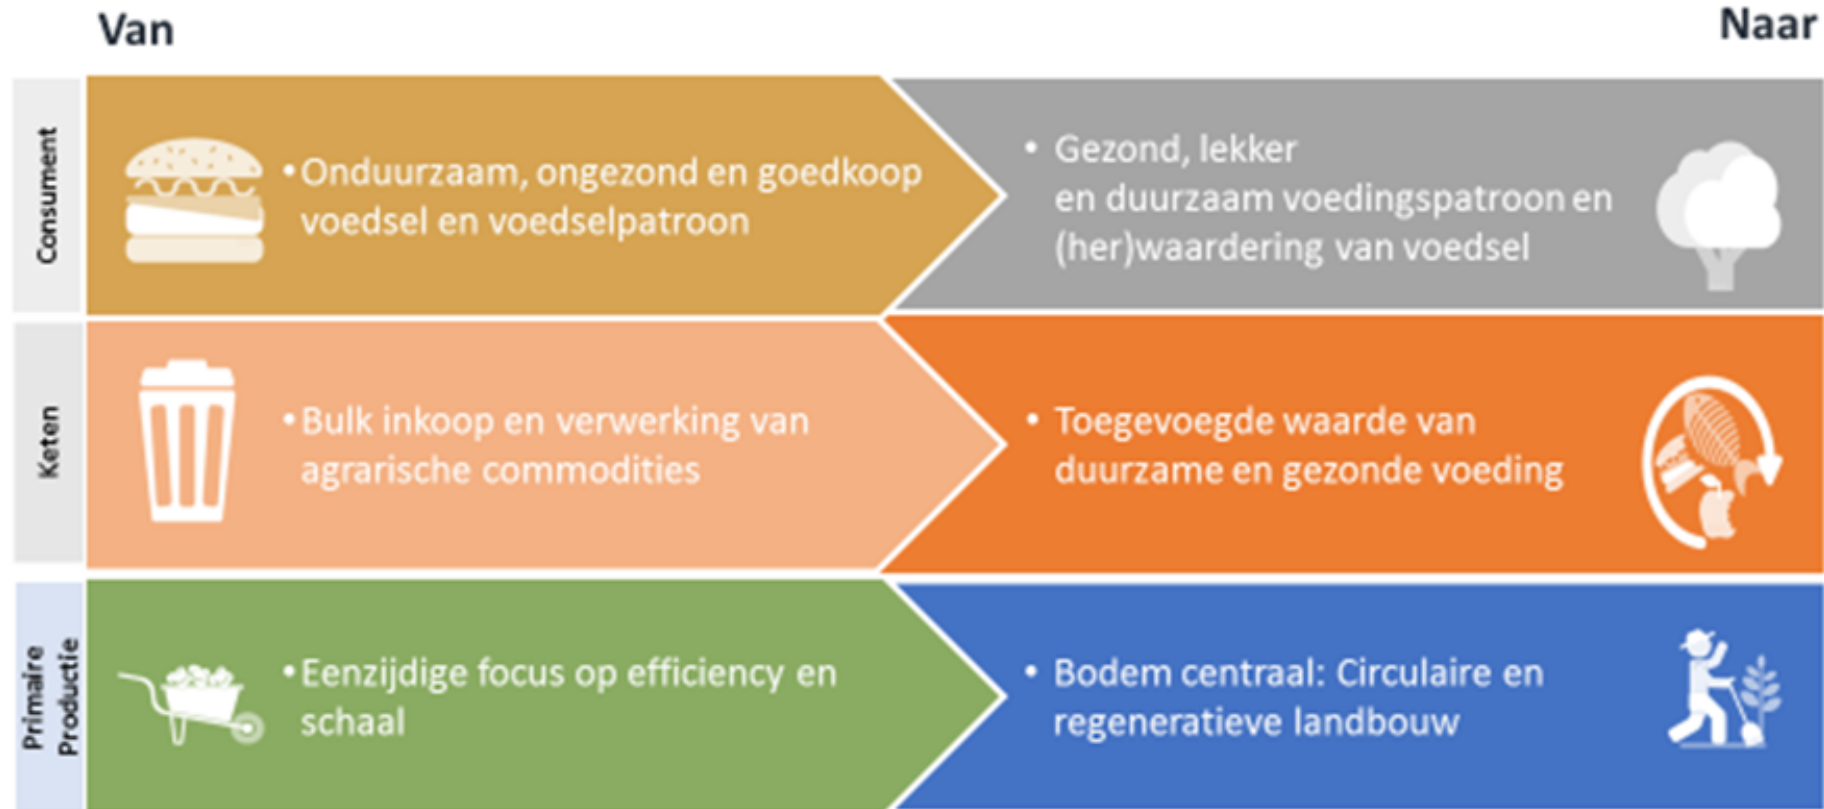 Van
Naar
Consument
• Onduurzaam, ongezond en goedkoop
voedsel en voedselpatroon
• Gezond, lekker
en duurzaam voedingspatroon en
(her)waardering van voedsel
Keten
• Bulk inkoop en verwerking van
agrarische commodities
• Toegevoegde waarde van
duurzame en gezonde voeding
Primaire
Productie
• Eenzijdige focus op efficiency en
schaal
• Bodem centraal: Circulaire en
regeneratieve landbouw